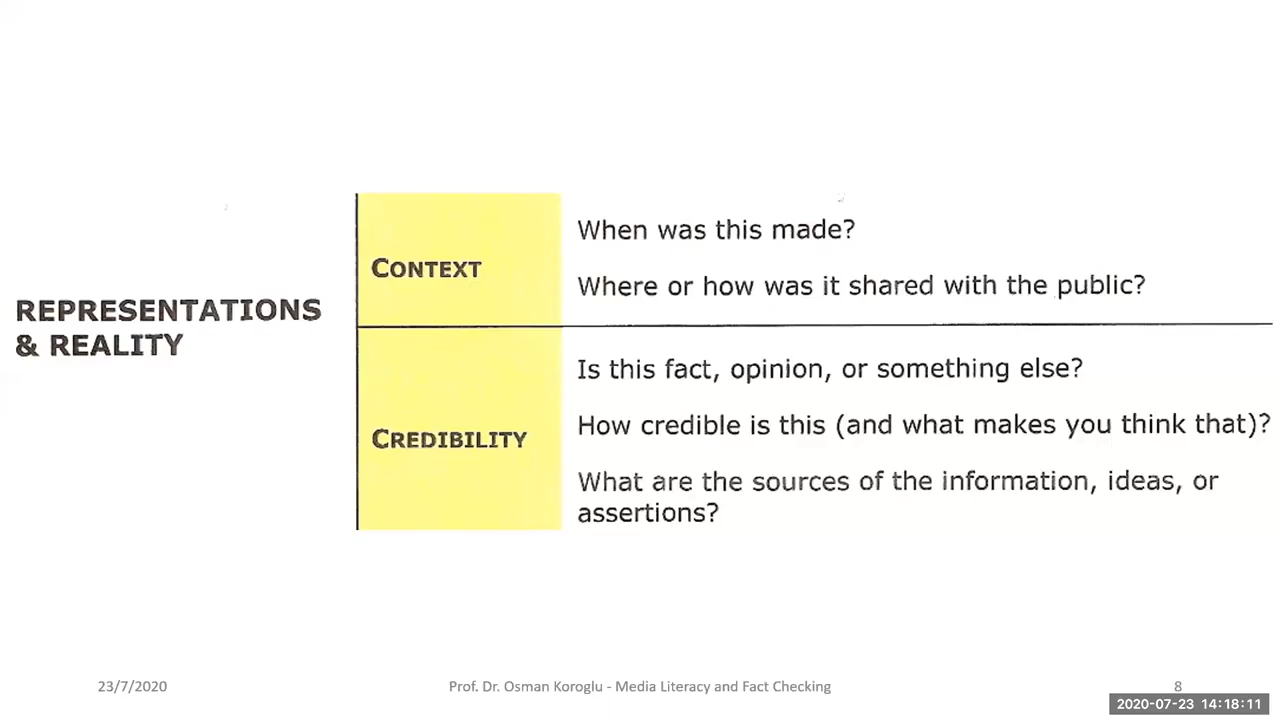 REPRESENTATIONS
& REALITY
CONTEXT
When was this made?
Where or how was it shared with the public?
CREDIBILITY
Is this fact, opinion, or something else?
How credible is this (and what makes you think that)?
What are the sources of the information, ideas, or
assertions?
23/7/2020
Prof. Dr. Osman Koroglu - Media Literacy and Fact Checking
8
2020-07-23 14:18:11